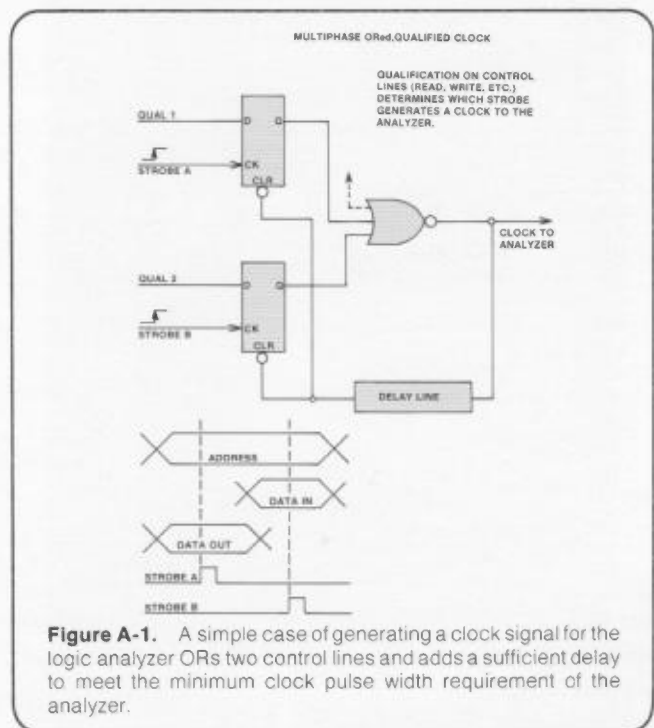 MULTIPHASE ORed, QUALIFIED CLOCK
QUALIFICATION ON CONTROL
LINES (READ, WRITE, ETC.)
DETERMINES WHICH STROBE
GENERATES A CLOCK TO THE
ANALYZER.
QUAL 1
D
Q
STROBE A
CK
CLR
CLOCK TO
ANALYZER
QUAL 2
D
Q
STROBE B
CK
CLR
DELAY LINE
ADDRESS
DATA IN
DATA OUT
STROBE A
STROBE B
Figure A-1. A simple case of generating a clock signal for the
logic analyzer ORs two control lines and adds a sufficient delay
to meet the minimum clock pulse width requirement of the
analyzer.